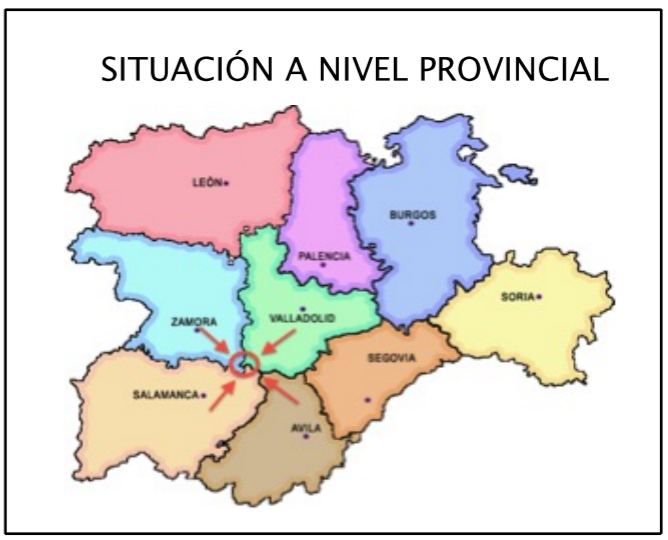 SITUACIÓN A NIVEL PROVINCIAL
LEÓN
BURGOS
PALENCIA
SORIA
ZAMORA
VALLADOLID
SEGOVIA
SALAMANCA
AVILA